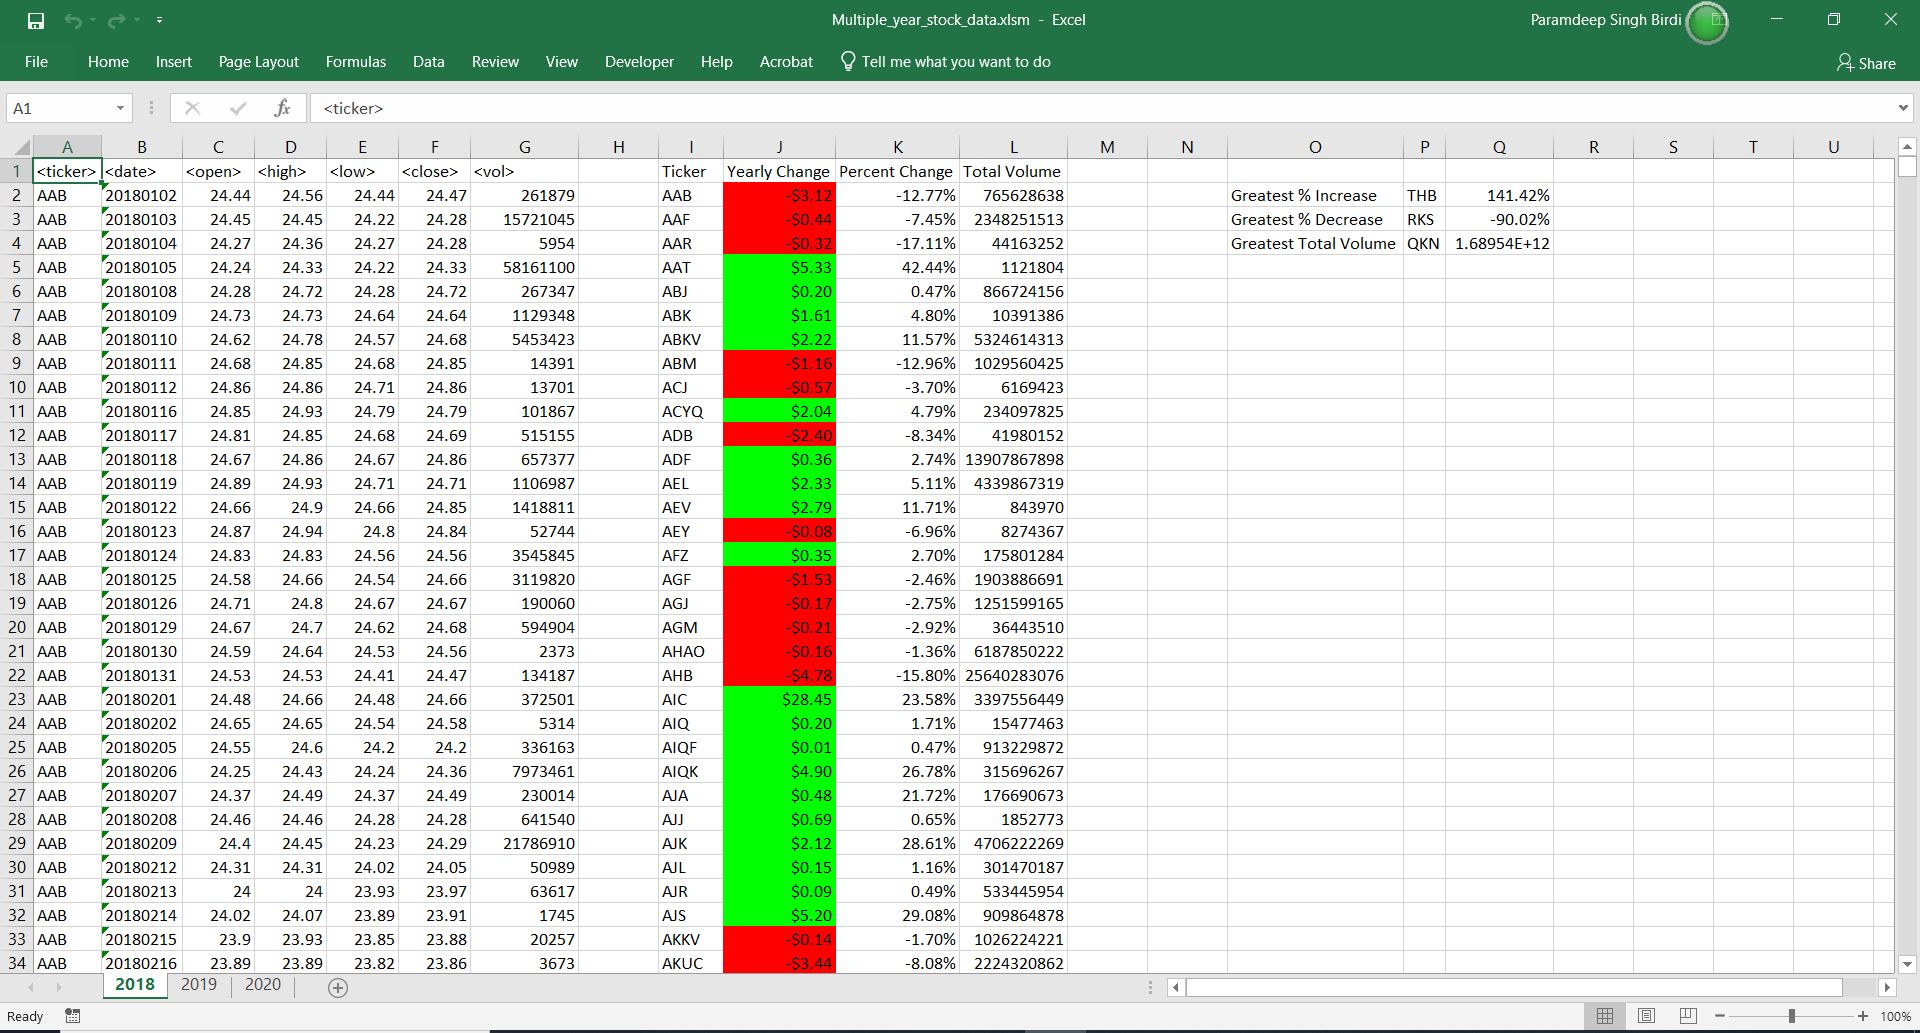 Multiple_year_stock_data.xlsm - Excel
Paramdeep Singh Birdi
File Home Insert Page Layout Formulas Data Review View Developer Help Acrobat Tell me what you want to do Share
A1 fx <ticker>
A B C D E F G H I J K L M N O P Q R S T U
1 <ticker> <date> <open> <high> <low> <close> <vol> Ticker Yearly Change Percent Change Total Volume
2 AAB 20180102 24.44 24.56 24.44 24.47 261879 AAB -$3.12 -12.77% 765628638 Greatest % Increase THB 141.42%
3 AAB 20180103 24.45 24.45 24.22 24.28 15721045 AAF -$0.44 -7.45% 2348251513 Greatest % Decrease RKS -90.02%
4 AAB 20180104 24.27 24.36 24.27 24.28 5954 AAR -$0.32 -17.11% 44163252 Greatest Total Volume QKN 1.68954E+12
5 AAB 20180105 24.24 24.33 24.22 24.33 58161100 AAT $5.33 42.44% 1121804
6 AAB 20180108 24.28 24.72 24.28 24.72 267347 ABJ $0.20 0.47% 866724156
7 AAB 20180109 24.73 24.73 24.64 24.64 1129348 ABK $1.61 4.80% 10391386
8 AAB 20180110 24.62 24.78 24.57 24.68 5453423 ABKV $2.22 11.57% 5324614313
9 AAB 20180111 24.68 24.85 24.68 24.85 14391 ABM -$1.16 -12.96% 1029560425
10 AAB 20180112 24.86 24.86 24.71 24.86 13701 ACJ -$0.57 -3.70% 6169423
11 AAB 20180116 24.85 24.93 24.79 24.79 101867 ACYQ $2.04 4.79% 234097825
12 AAB 20180117 24.81 24.85 24.68 24.69 515155 ADB -$2.40 -8.34% 41980152
13 AAB 20180118 24.67 24.86 24.67 24.86 657377 ADF $0.36 2.74% 13907867898
14 AAB 20180119 24.89 24.93 24.71 24.71 1106987 AEL $2.33 5.11% 4339867319
15 AAB 20180122 24.66 24.9 24.66 24.85 1418811 AEV $2.79 11.71% 843970
16 AAB 20180123 24.87 24.94 24.8 24.84 52744 AEY -$0.08 -6.96% 8274367
17 AAB 20180124 24.83 24.83 24.56 24.56 3545845 AFZ $0.35 2.70% 175801284
18 AAB 20180125 24.58 24.66 24.54 24.66 3119820 AGF -$1.53 -2.46% 1903886691
19 AAB 20180126 24.71 24.8 24.67 24.67 190060 AGJ -$0.17 -2.75% 1251599165
20 AAB 20180129 24.67 24.7 24.62 24.68 594904 AGM -$0.21 -2.92% 36443510
21 AAB 20180130 24.59 24.64 24.53 24.56 2373 AHAO -$0.16 -1.36% 6187850222
22 AAB 20180131 24.53 24.53 24.41 24.47 134187 AHB -$4.78 -15.80% 25640283076
23 AAB 20180201 24.48 24.66 24.48 24.66 372501 AIC $28.45 23.58% 3397556449
24 AAB 20180202 24.65 24.65 24.54 24.58 5314 AIQ $0.20 1.71% 15477463
25 AAB 20180205 24.55 24.6 24.2 24.2 336163 AIQF $0.01 0.47% 913229872
26 AAB 20180206 24.25 24.43 24.24 24.36 7973461 AIQK $4.90 26.78% 315696267
27 AAB 20180207 24.37 24.49 24.37 24.49 230014 AJA $0.48 21.72% 176690673
28 AAB 20180208 24.46 24.46 24.28 24.28 641540 AJJ $0.69 0.65% 1852773
29 AAB 20180209 24.4 24.45 24.23 24.29 21786910 AJK $2.12 28.61% 4706222269
30 AAB 20180212 24.31 24.31 24.02 24.05 50989 AJL $0.15 1.16% 301470187
31 AAB 20180213 24 24 23.93 23.97 63617 AJR $0.09 0.49% 533445954
32 AAB 20180214 24.02 24.07 23.89 23.91 1745 AJS $5.20 29.08% 909864878
33 AAB 20180215 23.9 23.93 23.85 23.88 20257 AKKV -$0.14 -1.70% 1026224221
34 AAB 20180216 23.89 23.89 23.82 23.86 3673 AKUC -$3.44 -8.08% 2224320862
2018 2019 2020
Ready 100%